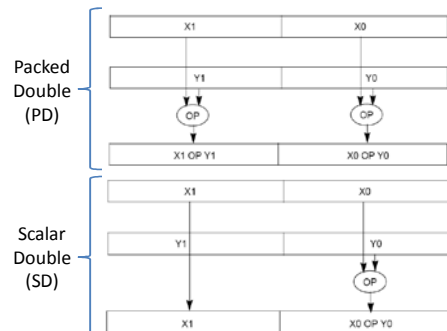 Packed
Double
(PD)
X1 X0
Y1 Y0
OP OP
X1 OP Y1 X0 OP Y0
Scalar
Double
(SD)
X1 X0
Y1 Y0
OP
X1 X0 OP Y0